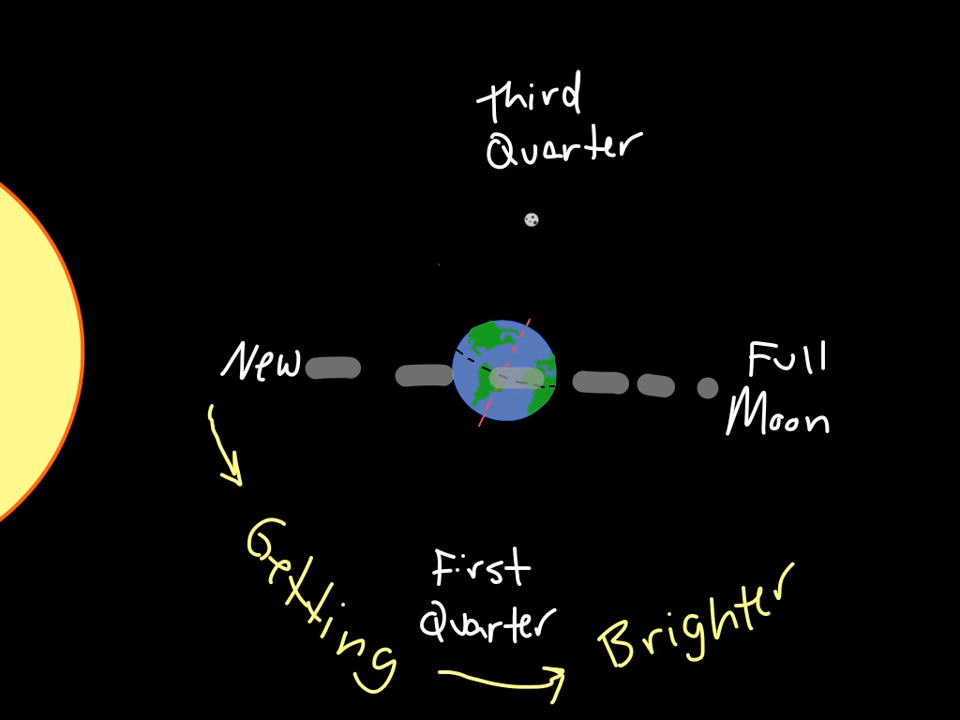 third
Quarter
New
Full
Moon
Getting
First
Quarter
Brighter